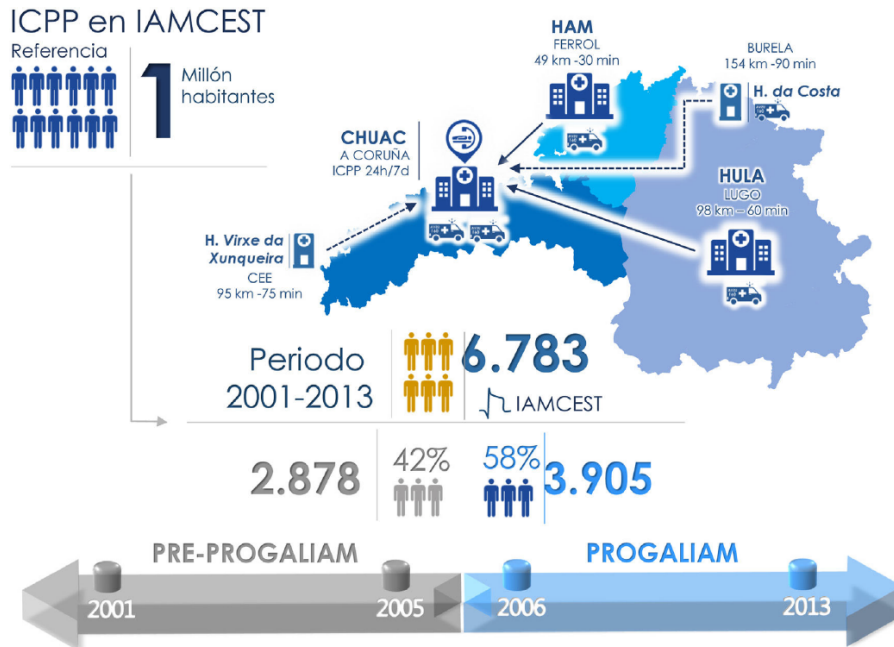 ICPP en IAMCEST
Referencia
1
Millón
habitantes
HAM
FERROL
49 km -30 min
BURELA
154 km -90 min
H. da Costa
CHUAC
A CORUÑA
ICPP 24h/7d
HULA
LUGO
98 km – 60 min
H. Virxe da
Xunqueira
CEE
95 km -75 min
Periodo
2001-2013
6.783
IAMCEST
2.878
42%
58%
3.905
PRE-PROGALIAM
PROGALIAM
2001
2005
2006
2013